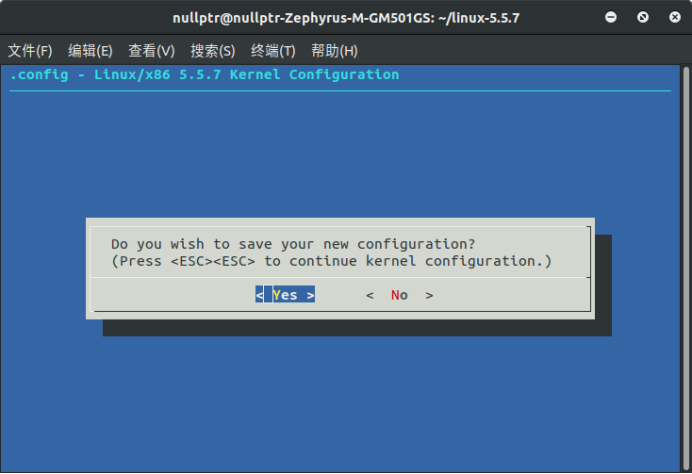 nullptr@nullptr-Zephyrus-M-GM501GS: ~/linux-5.5.7
文件(F) 编辑(E) 查看(V) 搜索(S) 终端(T) 帮助(H)
.config - Linux/x86 5.5.7 Kernel Configuration
Do you wish to save your new configuration?
(Press <ESC><ESC> to continue kernel configuration.)
< Yes > < No >